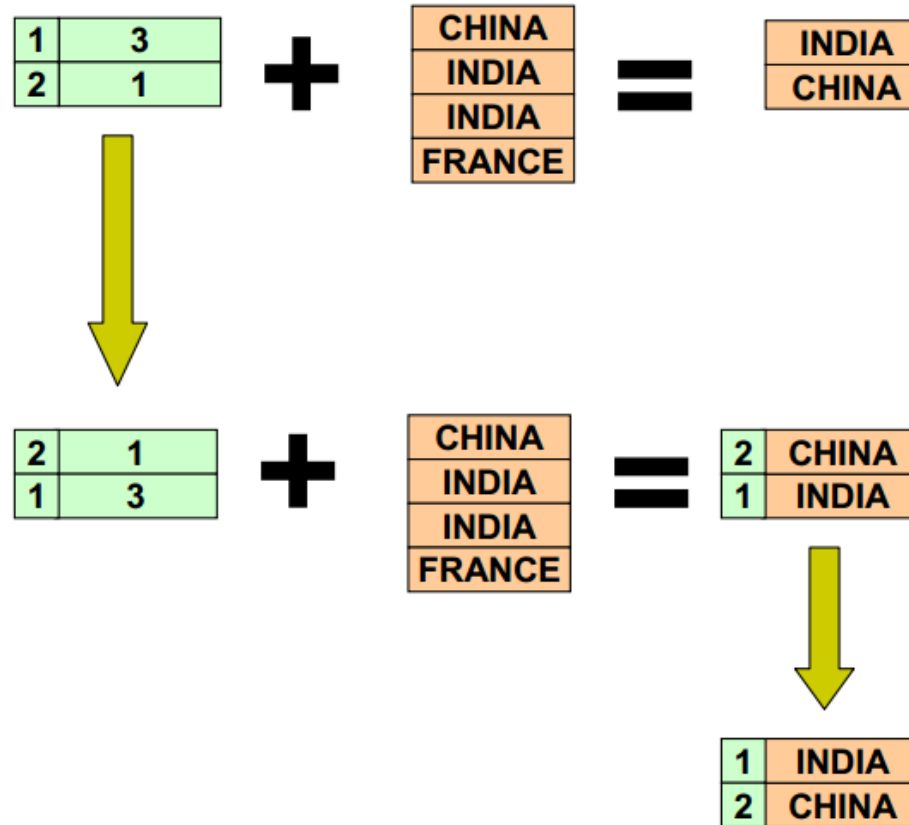 1 3 + CHINA = INDIA
2 1 INDIA CHINA
INDIA
FRANCE
2 1 + CHINA = 2 CHINA
1 3 INDIA 1 INDIA
INDIA
FRANCE
1 INDIA
2 CHINA